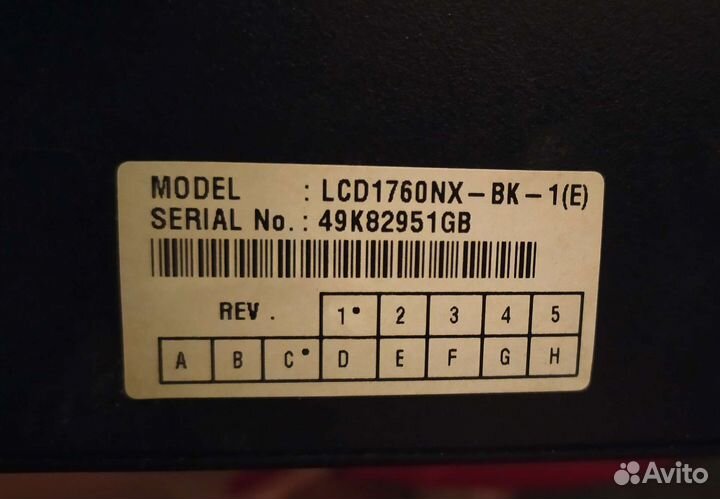 MODEL : LCD1760NX-BK-1(E)
SERIAL No.: 49K82951GB
REV. 1• 2 3 4 5
A B C• D E F G H
Avito